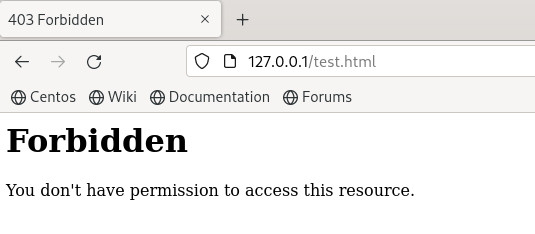 403 Forbidden
127.0.0.1/test.html
Centos Wiki Documentation Forums
Forbidden
You don't have permission to access this resource.